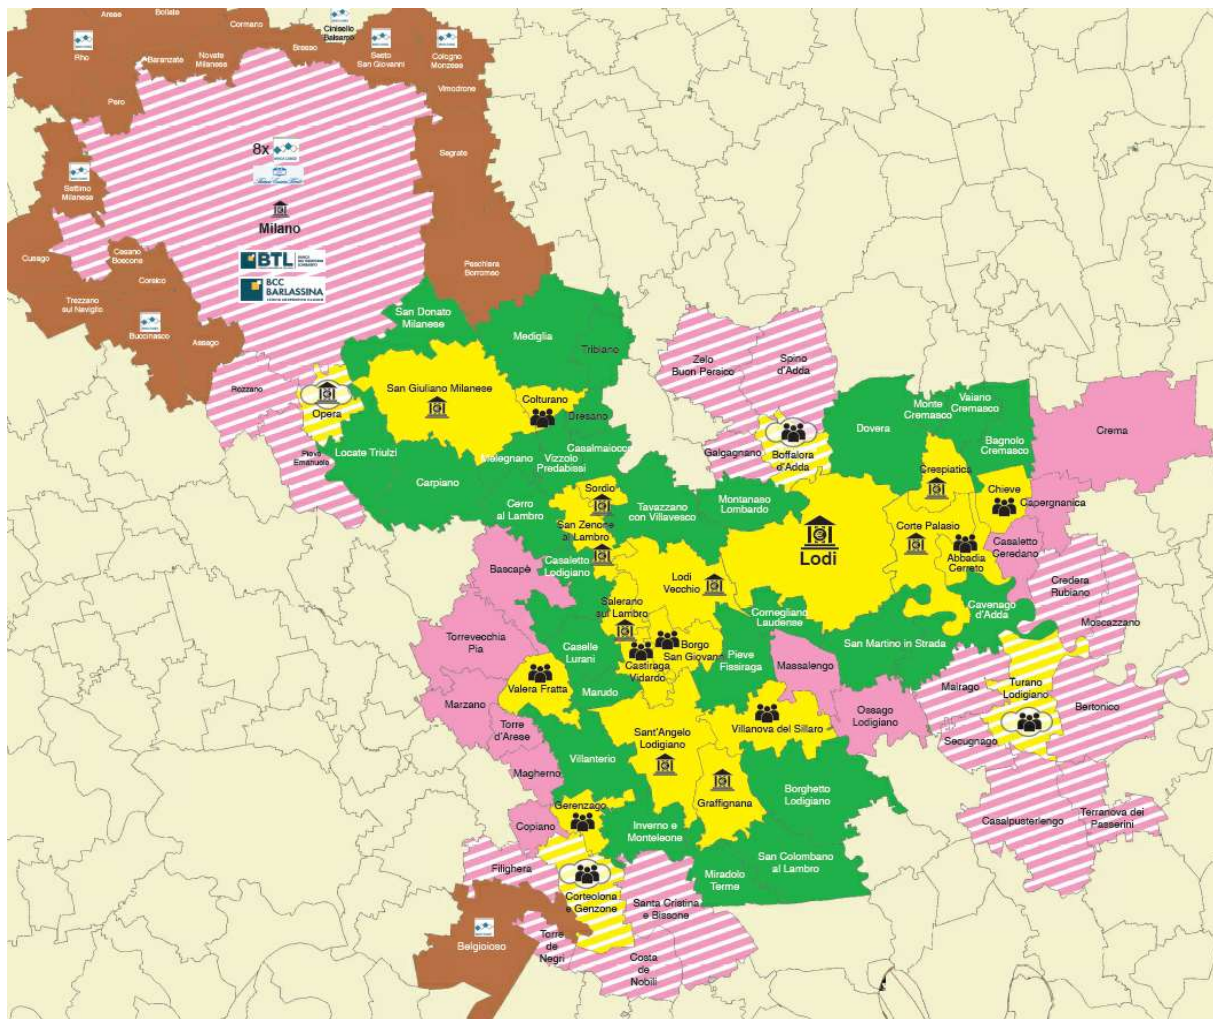 Arese
Bollate
Cormano
Cinisello
Balsamo
Rho
Baranzate
Novate
Milanese
Bresso
Sesto
San Giovanni
Cologno
Monzese
Vimodrone
Pero
Segrate
8x
Settimo
Milanese
Milano
Cusago
Cesano
Boscone
BTL
Corsico
BCC
BARLASSINA
Peschiera
Borromeo
Trezzano
sul Naviglio
Buccinasco
Assago
San Donato
Milanese
Mediglia
Tribiano
Zelo
Buon Persico
Spino
d'Adda
Rozzano
San Giuliano Milanese
Colturano
Opera
Dresano
Monte
Cremasco
Vaiano
Cremasco
Dovera
Crema
Pieve
Emanuele
Locate Triulzi
Melegnano
Vizzolo
Predabissi
Casalmaiocco
Galgagnano
Boffalora
d'Adda
Bagnolo
Cremasco
Carpiano
Crespiatica
Chieve
Capergnanica
Cerro
al Lambro
Sordio
San Zenone
al Lambro
Tavazzano
con Villavesco
Montanaso
Lombardo
Corte Palasio
Casaletto
Ceredano
Abbadia
Cerreto
Lodi
Bascapè
Casaletto
Lodigiano
Lodi
Vecchio
Credera
Rubiano
Salerano
sul Lambro
Cornegliano
Laudense
Cavenago
d'Adda
Moscazzano
Torrevecchia
Pia
Caselle
Lurani
Borgo
San Giovanni
Pieve
Fissiraga
San Martino in Strada
Castiraga
Vidardo
Massalengo
Mairago
Turano
Lodigiano
Valera Fratta
Marudo
Marzano
Ossago
Lodigiano
Bertonico
Torre
d'Arese
Sant'Angelo
Lodigiano
Villanova del Sillaro
Secugnago
Magherno
Villanterio
Graffignana
Borghetto
Lodigiano
Gerenzago
Copiano
Inverno e
Monteleone
Casalpusterlengo
Terranova dei
Passerini
Filighera
San Colombano
al Lambro
Miradolo
Terme
Corteolona
e Genzone
Santa Cristina
e Bissone
Belgioioso
Torre
de
Negri
Costa
de
Nobili